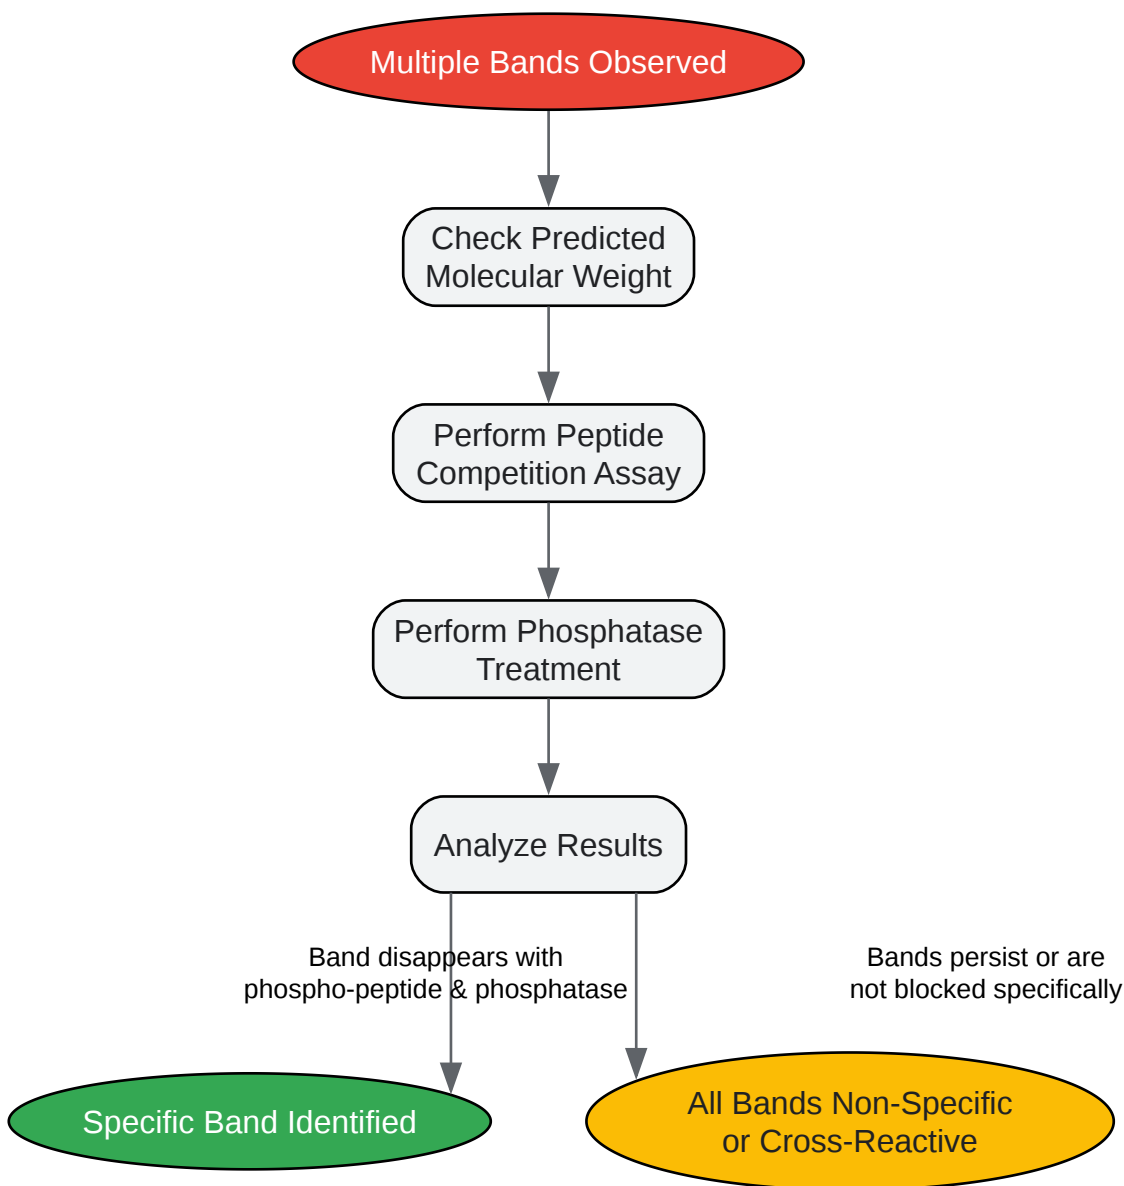 Multiple Bands Observed
Check Predicted
Molecular Weight
Perform Peptide
Competition Assay
Perform Phosphatase
Treatment
Analyze Results
Band disappears with
phospho-peptide & phosphatase
Bands persist or are
not blocked specifically
Specific Band Identified
All Bands Non-Specific
or Cross-Reactive